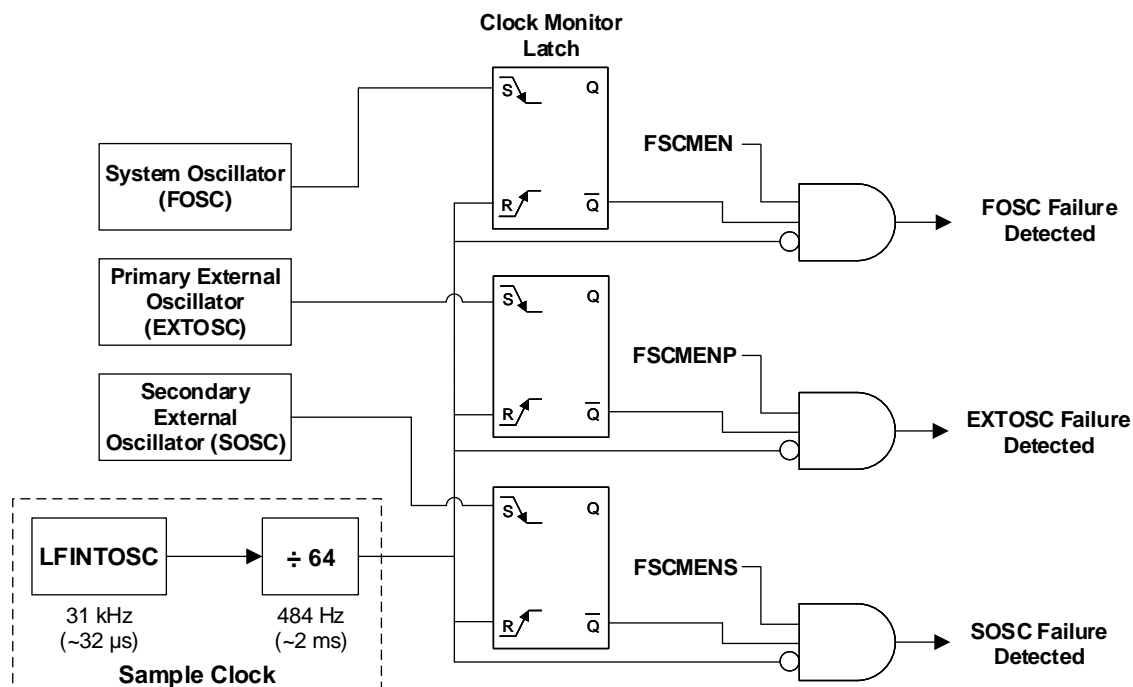 Clock Monitor
Latch
S
Q
R
Q̅
System Oscillator
(FOSC)
FSCMEN
FOSC Failure
Detected
Primary External
Oscillator
(EXTOSC)
S
Q
R
Q̅
FSCMENP
EXTOSC Failure
Detected
Secondary
External
Oscillator (SOSC)
S
Q
R
Q̅
FSCMENS
SOSC Failure
Detected
LFINTOSC
÷ 64
31 kHz
(~32 µs)
484 Hz
(~2 ms)
Sample Clock